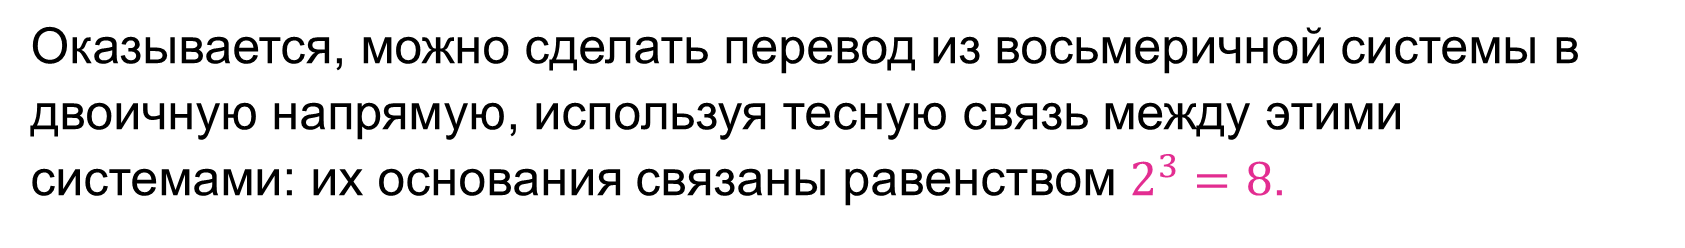 Оказывается, можно сделать перевод из восьмеричной системы в
двоичную напрямую, используя тесную связь между этими
системами: их основания связаны равенством 2³ = 8.